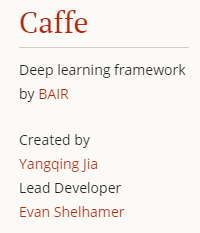 Caffe
Deep learning framework
by BAIR
Created by
Yangqing Jia
Lead Developer
Evan Shelhamer